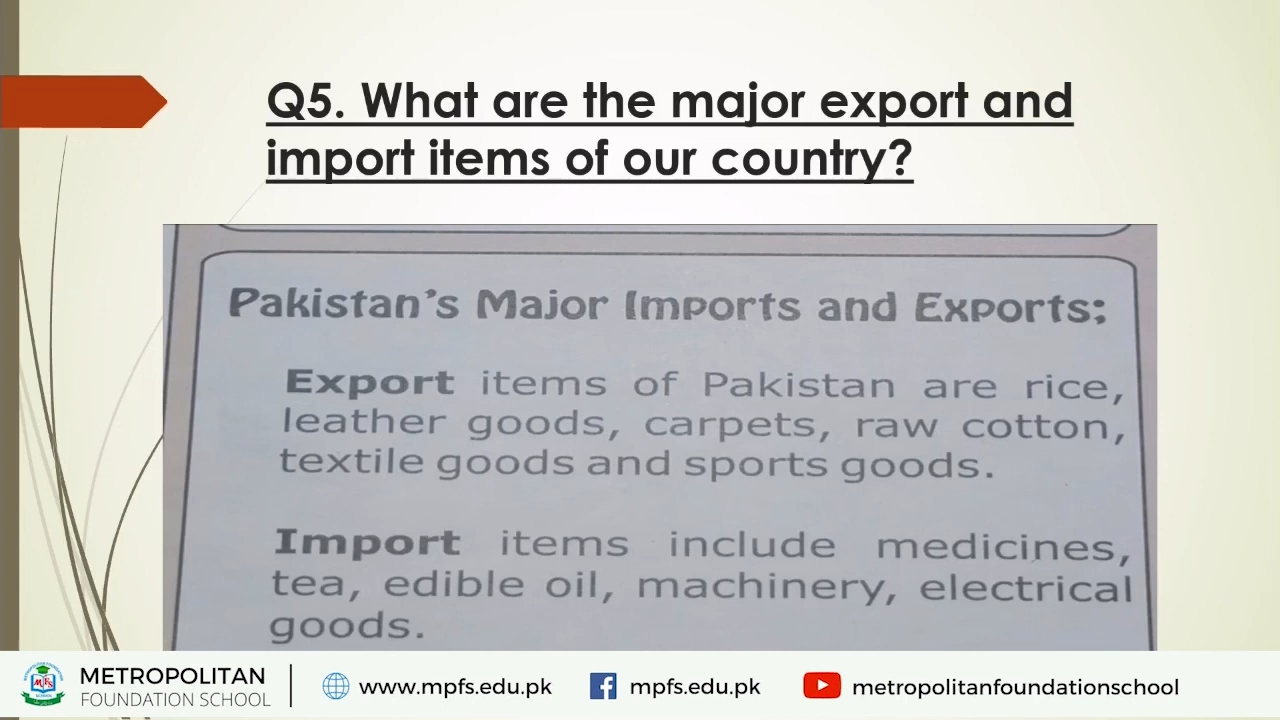 Q5. What are the major export and
import items of our country?
Pakistan's Major Imports and Exports:
Export items of Pakistan are rice,
leather goods, carpets, raw cotton,
textile goods and sports goods.
Import items include medicines,
tea, edible oil, machinery, electrical
goods.
METROPOLITAN
FOUNDATION SCHOOL
www.mpfs.edu.pk
mpfs.edu.pk
metropolitanfoundationschool